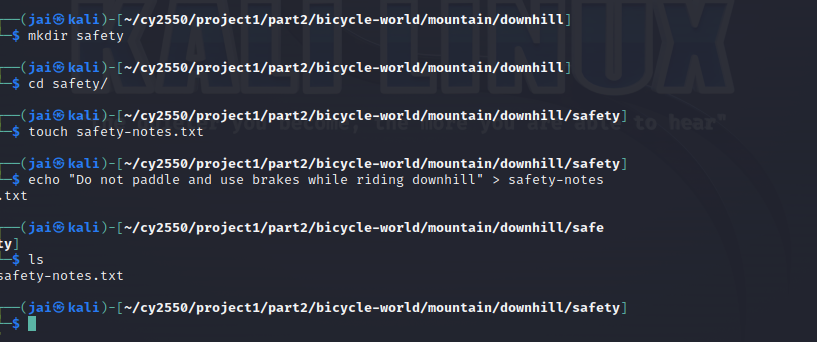 ──(jai㉿kali)-[~/cy2550/project1/part2/bicycle-world/mountain/downhill]
└─$ mkdir safety
──(jai㉿kali)-[~/cy2550/project1/part2/bicycle-world/mountain/downhill]
└─$ cd safety/
──(jai㉿kali)-[~/cy2550/project1/part2/bicycle-world/mountain/downhill/safety]
└─$ touch safety-notes.txt
──(jai㉿kali)-[~/cy2550/project1/part2/bicycle-world/mountain/downhill/safety]
└─$ echo "Do not paddle and use brakes while riding downhill" > safety-notes
.txt
──(jai㉿kali)-[~/cy2550/project1/part2/bicycle-world/mountain/downhill/safe
ty]
└─$ ls
safety-notes.txt
──(jai㉿kali)-[~/cy2550/project1/part2/bicycle-world/mountain/downhill/safety]
└─$
KALI LINUX
you become, the more you are able to hear"